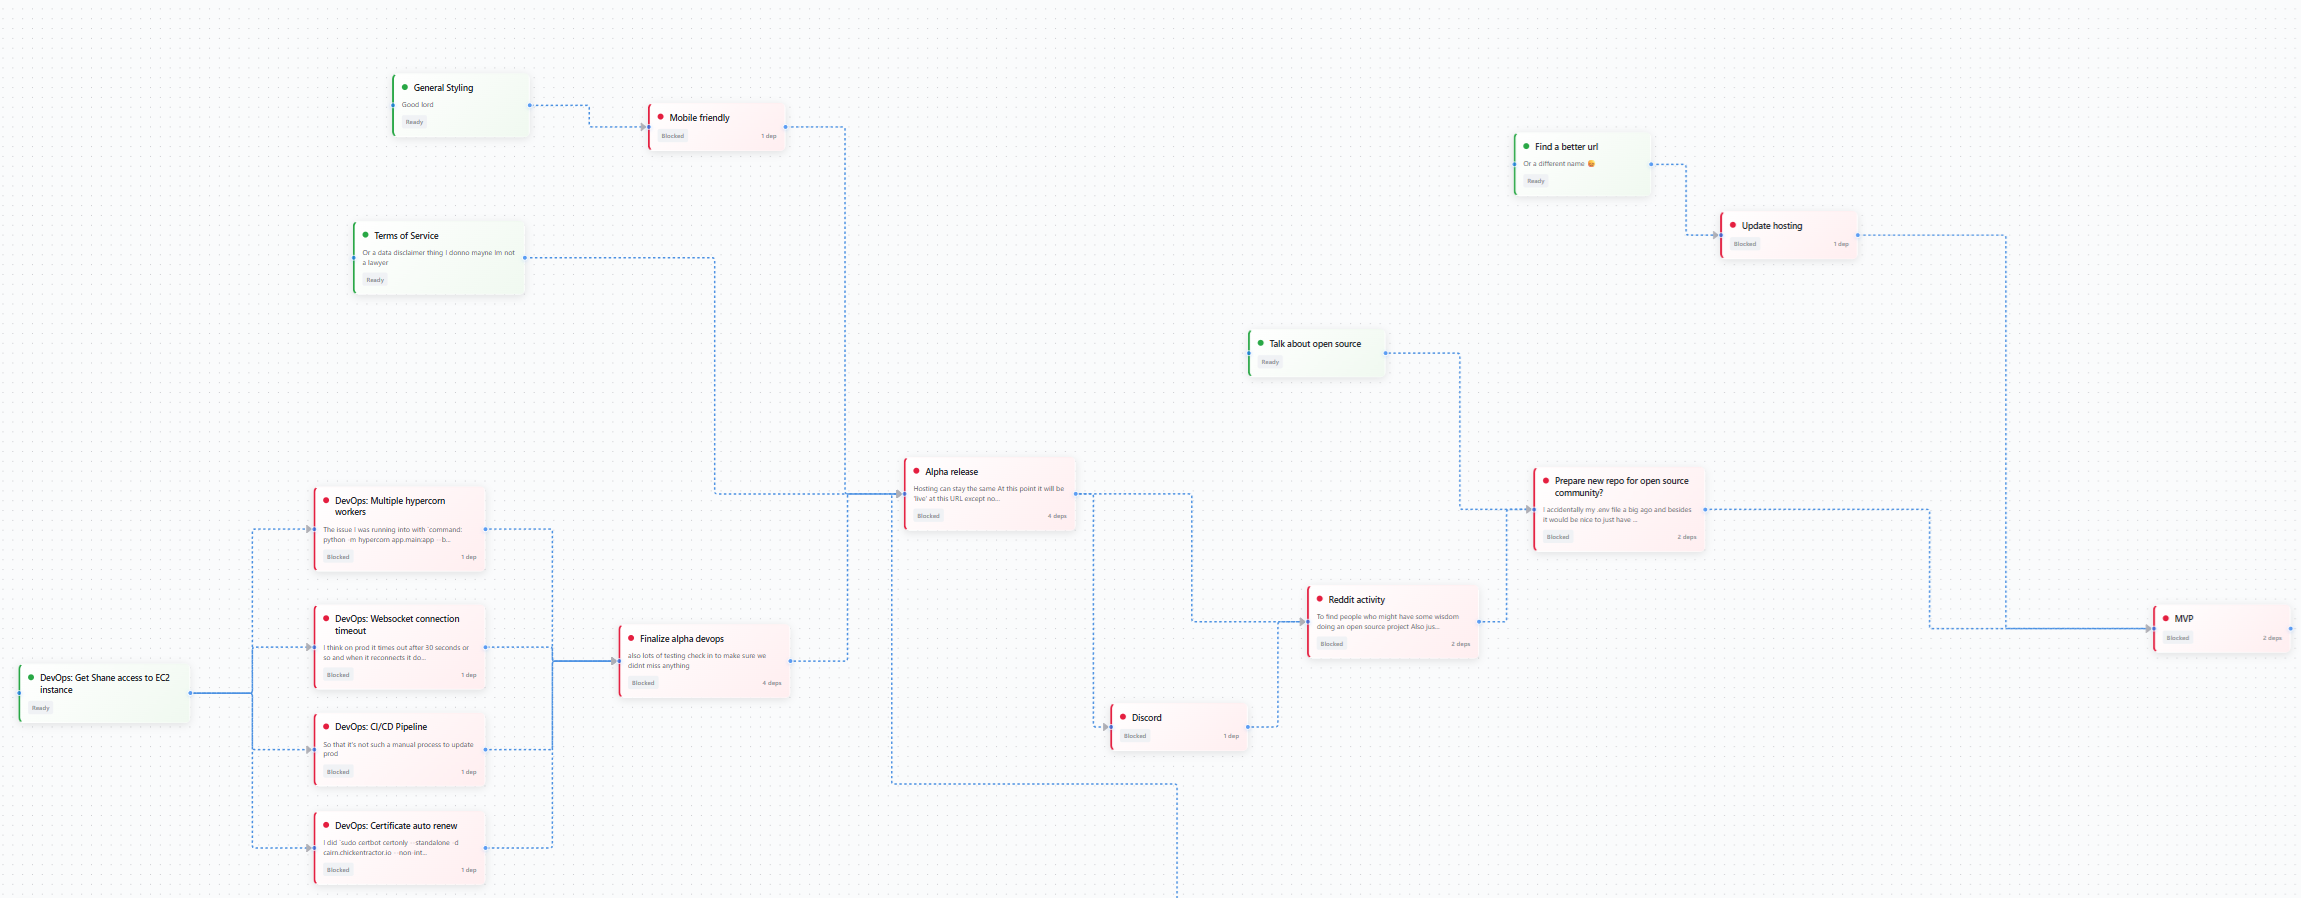 General Styling
Good lord
Ready
Mobile friendly
Blocked
1 dep
Find a better url
Or a different name
Ready
Update hosting
Blocked
1 dep
Terms of Service
Or a data disclaimer thing I donno mayne Im not
a lawyer
Ready
Talk about open source
Ready
Alpha release
Hosting can stay the same At this point it will be
'live' at this URL except no...
Blocked
4 deps
Prepare new repo for open source
community?
I accidentally my .env file a big ago and besides
it would be nice to just have ...
Blocked
2 deps
DevOps: Multiple hypercorn
workers
The issue I was running into with `command:
python -m hypercorn app.main:app --b...
Blocked
1 dep
DevOps: Websocket connection
timeout
I think on prod it times out after 30 seconds or
so and when it reconnects it do...
Blocked
1 dep
Finalize alpha devops
also lots of testing check in to make sure we
didnt miss anything
Blocked
4 deps
Reddit activity
To find people who might have some wisdom
doing an open source project Also jus...
Blocked
2 deps
MVP
Blocked
2 deps
DevOps: Get Shane access to EC2
instance
Ready
DevOps: CI/CD Pipeline
So that it's not such a manual process to update
prod
Blocked
1 dep
Discord
Blocked
1 dep
DevOps: Certificate auto renew
I did `sudo certbot certonly --standalone -d
cairn.chickentractor.io --non-int...
Blocked
1 dep